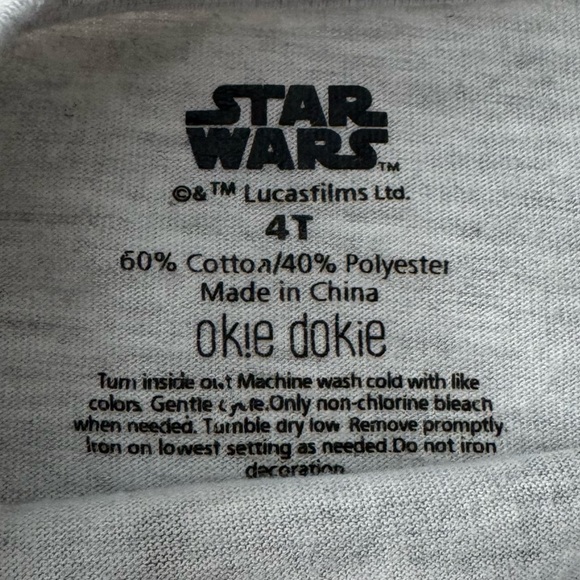 STAR
WARS™
©&™ Lucasfilms Ltd.
4T
60% Cotton/40% Polyester
Made in China
okie dokie
Turn inside out Machine wash cold with like
colors Gentle cycle.Only non-chlorine bleach
when needed. Tumble dry low Remove promptly.
Iron on lowest setting as needed.Do not iron
decoration